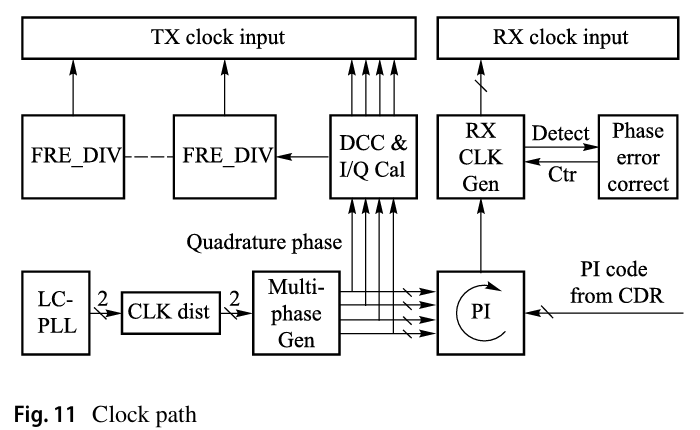 TX clock input
RX clock input
FRE_DIV
FRE_DIV
DCC &
I/Q Cal
RX
CLK
Gen
Detect
Ctr
Phase
error
correct
Quadrature phase
LC-
PLL
2
CLK dist
2
Multi-
phase
Gen
PI
PI code
from CDR
Fig. 11 Clock path